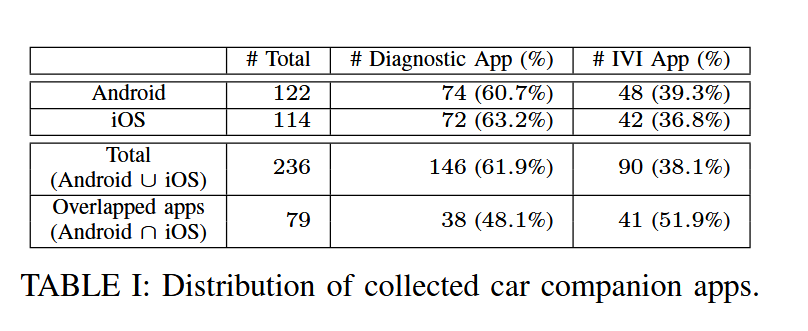 # Total # Diagnostic App (%) # IVI App (%)
Android 122 74 (60.7%) 48 (39.3%)
iOS 114 72 (63.2%) 42 (36.8%)
Total
(Android ∪ iOS) 236 146 (61.9%) 90 (38.1%)
Overlapped apps
(Android ∩ iOS) 79 38 (48.1%) 41 (51.9%)
TABLE I: Distribution of collected car companion apps.